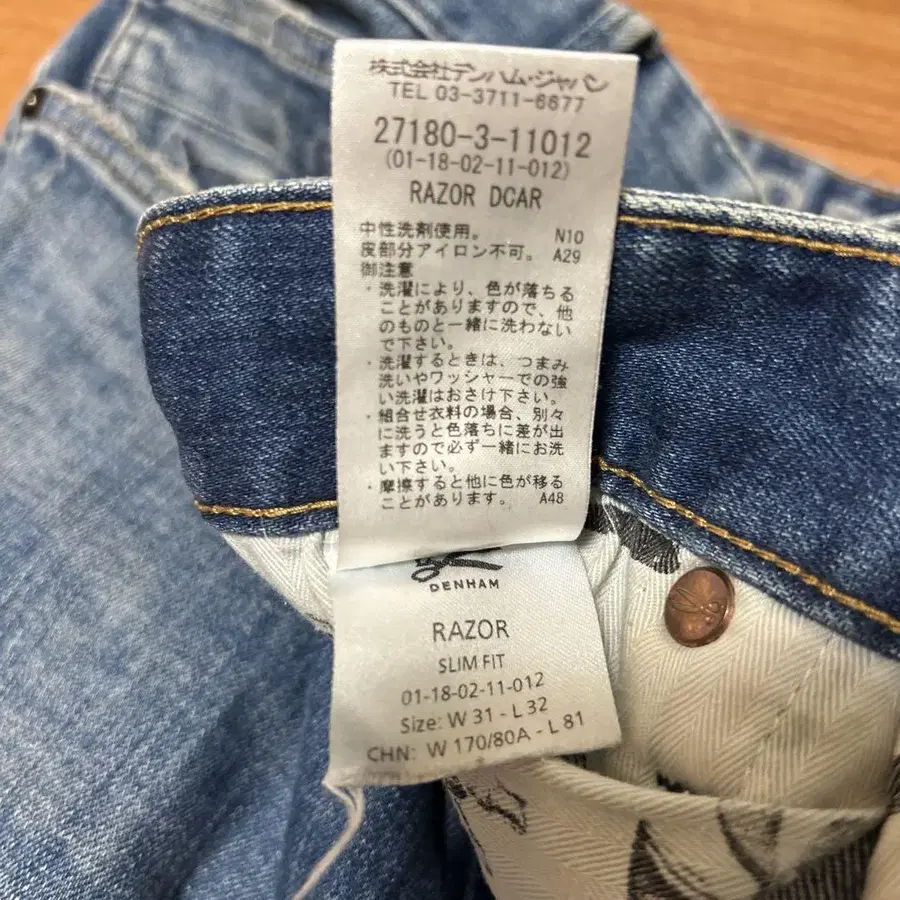 株式会社デンハム・ジャパン
TEL 03-3711-6677
27180-3-11012
(01-18-02-11-012)
RAZOR DCAR
中性洗剤使用。 N10
皮部分アイロン不可。 A29
御注意
・洗濯により、色が落ちる
ことがありますので、他
のものと一緒に洗わない
で下さい。
・洗濯するときは、つまみ
洗いやワッシャーでの強
い洗濯はおさけ下さい。
・組合せ衣料の場合、別々
に洗うと色落ちに差が出
ますので必ず一緒にお洗
い下さい。
・摩擦すると他に色が移る
ことがあります。 A48
DENHAM
RAZOR
SLIM FIT
01-18-02-11-012
Size: W 31 - L 32
CHN: W 170/80A - L 81